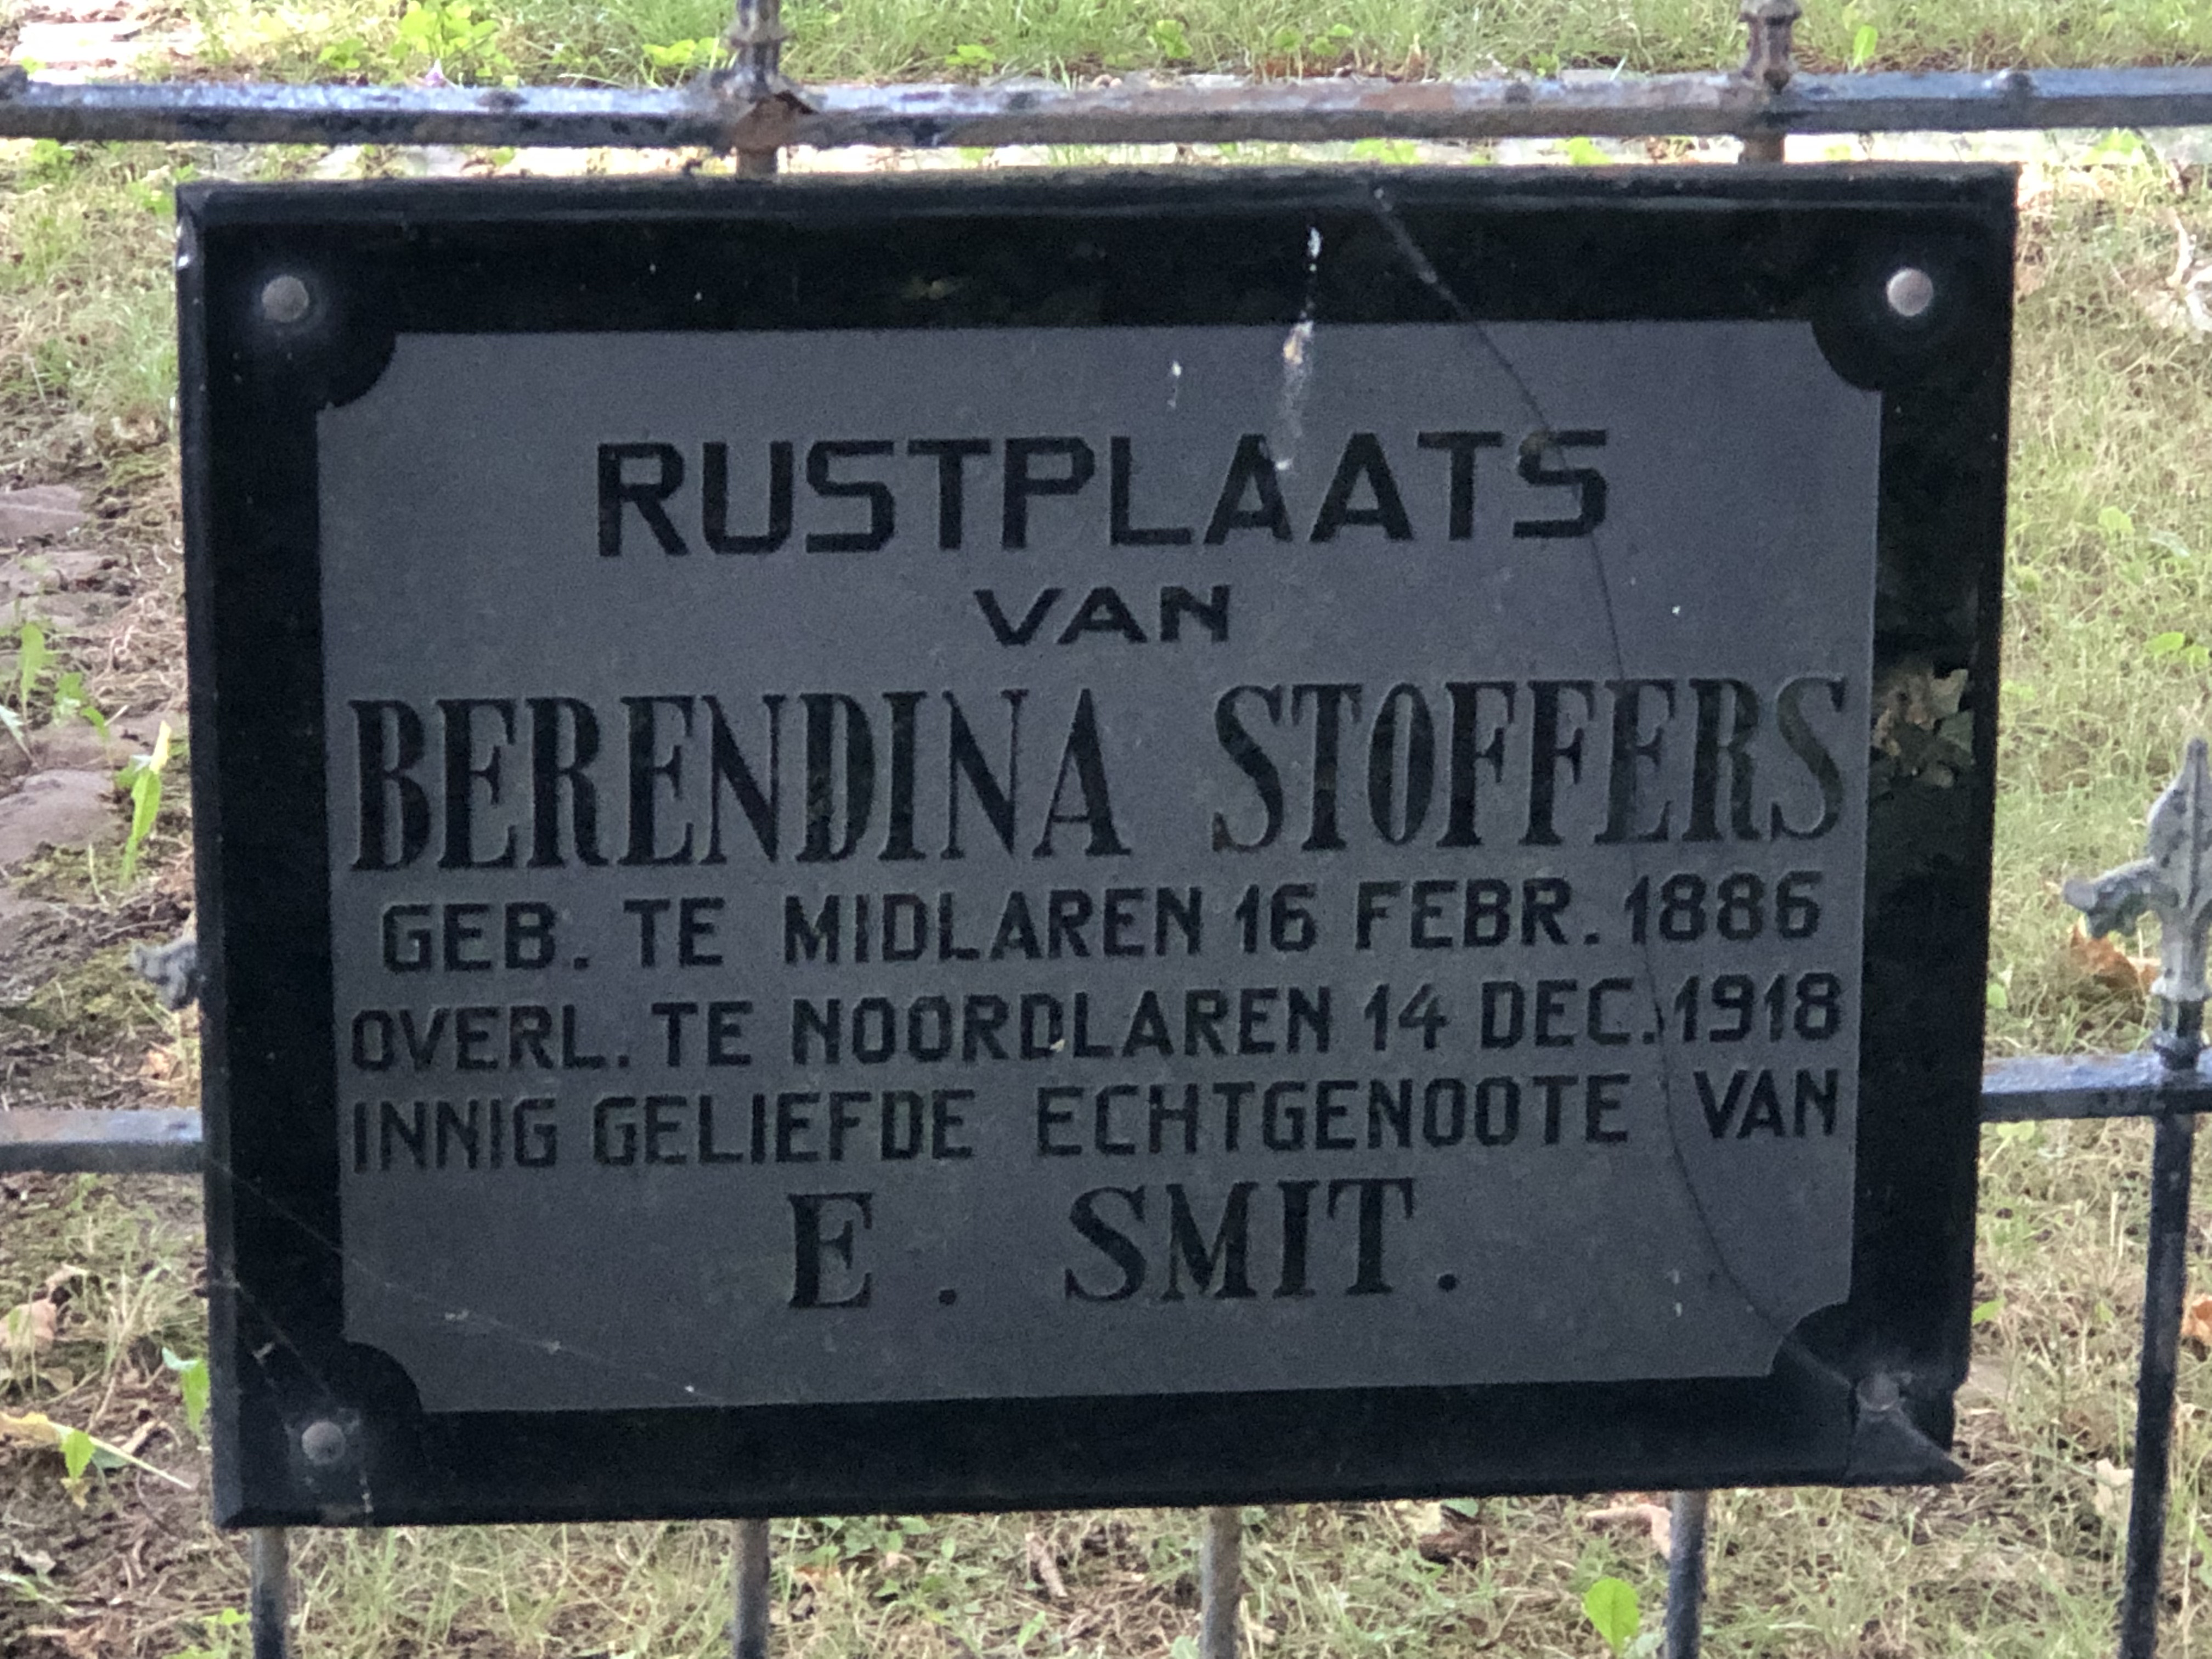 RUSTPLAATS
VAN
BERENDINA STOFFERS
GEB. TE MIDLAREN 16 FEBR. 1886
OVERL. TE NOORDLAREN 14 DEC. 1918
INNIG GELIEFDE ECHTGENOOTE VAN
E. SMIT.